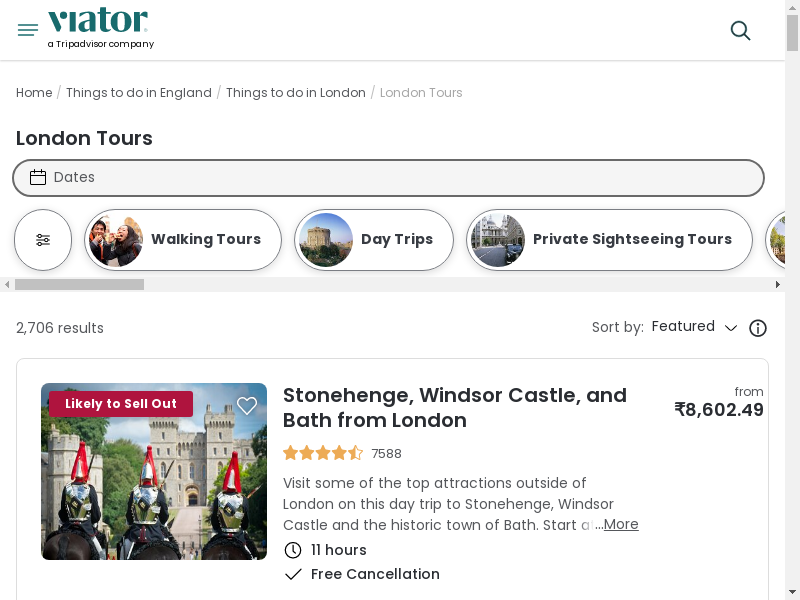 viator
a Tripadvisor company
Home / Things to do in England / Things to do in London / London Tours
London Tours
Dates
Walking Tours
Day Trips
Private Sightseeing Tours
2,706 results
Sort by: Featured
Likely to Sell Out
Stonehenge, Windsor Castle, and
Bath from London
from
₹8,602.49
7588
Visit some of the top attractions outside of
London on this day trip to Stonehenge, Windsor
Castle and the historic town of Bath. Start a...More
11 hours
Free Cancellation